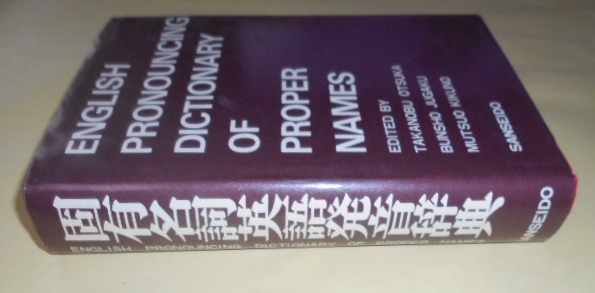 ENGLISH
PRONOUNCING
DICTIONARY
OF
PROPER
NAMES
EDITED BY
TAKANOBU OTSUKA
BUNSHO JUGAKU
MUTSUO KIKUNO
SANSEIDO
固有名詞英語発音辞典
ENGLISH PRONOUNCING DICTIONARY OF PROPER NAMES
SANSEIDO